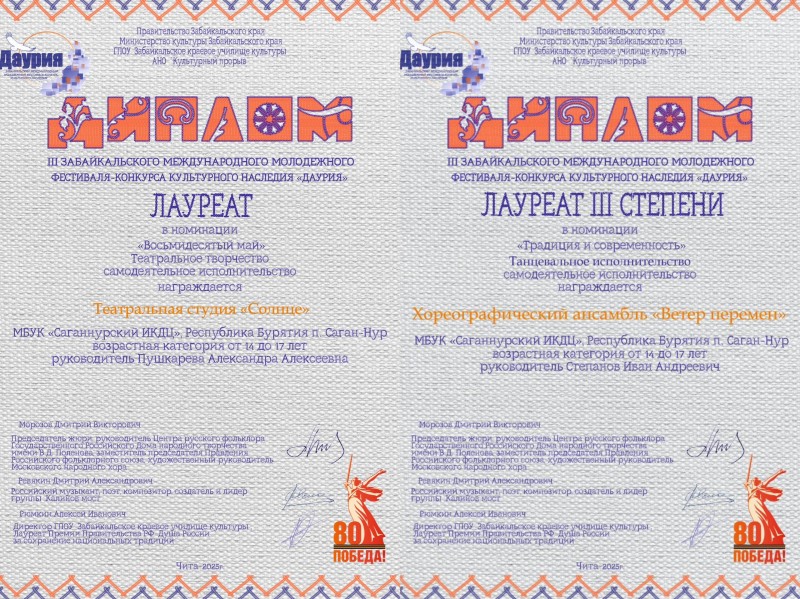 Даурия
Правительство Забайкальского края
Министерство культуры Забайкальского края
ГПОУ Забайкальское краевое училище культуры
АНО Культурный прорыв
ДИПЛОМ
III ЗАБАЙКАЛЬСКОГО МЕЖДУНАРОДНОГО МОЛОДЕЖНОГО
ФЕСТИВАЛЯ-КОНКУРСА КУЛЬТУРНОГО НАСЛЕДИЯ «ДАУРИЯ»
ЛАУРЕАТ
в номинации
«Восьмидесятый май»
Театральное творчество
самодеятельное исполнительство
награждается
Театральная студия «Солнце»
МБУК «Саганнурский ИКДЦ», Республика Бурятия п. Саган-Нур
возрастная категория от 14 до 17 лет
руководитель Пушкарева Александра Алексеевна
Морозов Дмитрий Викторович
Председатель жюри, руководитель Центра русского фольклора
Государственного Российского Дома народного творчества
имени В.Д. Поленова, заместитель председателя Правления
Российского фольклорного союза, художественный руководитель
Московского народного хора
Ревякин Дмитрий Александрович
Российский музыкант, поэт, композитор, создатель и лидер
группы Калинов мост
Рюмкин Алексей Иванович
Директор ГПОУ Забайкальское краевое училище культуры
Лауреат Премии Правительства РФ Душа России
за сохранение национальных традиций
80
ПОБЕДА!
Чита-2025г.
Даурия
Правительство Забайкальского края
Министерство культуры Забайкальского края
ГПОУ Забайкальское краевое училище культуры
АНО Культурный прорыв
ДИПЛОМ
III ЗАБАЙКАЛЬСКОГО МЕЖДУНАРОДНОГО МОЛОДЕЖНОГО
ФЕСТИВАЛЯ-КОНКУРСА КУЛЬТУРНОГО НАСЛЕДИЯ «ДАУРИЯ»
ЛАУРЕАТ III СТЕПЕНИ
в номинации
«Традиция и современность»
Танцевальное исполнительство
самодеятельное исполнительство
награждается
Хореографический ансамбль «Ветер перемен»
МБУК «Саганнурский ИКДЦ», Республика Бурятия п. Саган-Нур
возрастная категория от 14 до 17 лет
руководитель Степанов Иван Андреевич
Морозов Дмитрий Викторович
Председатель жюри, руководитель Центра русского фольклора
Государственного Российского Дома народного творчества
имени В.Д. Поленова, заместитель председателя Правления
Российского фольклорного союза, художественный руководитель
Московского народного хора
Ревякин Дмитрий Александрович
Российский музыкант, поэт, композитор, создатель и лидер
группы Калинов мост
Рюмкин Алексей Иванович
Директор ГПОУ Забайкальское краевое училище культуры
Лауреат Премии Правительства РФ Душа России
за сохранение национальных традиций
80
ПОБЕДА!
Чита-2025г.